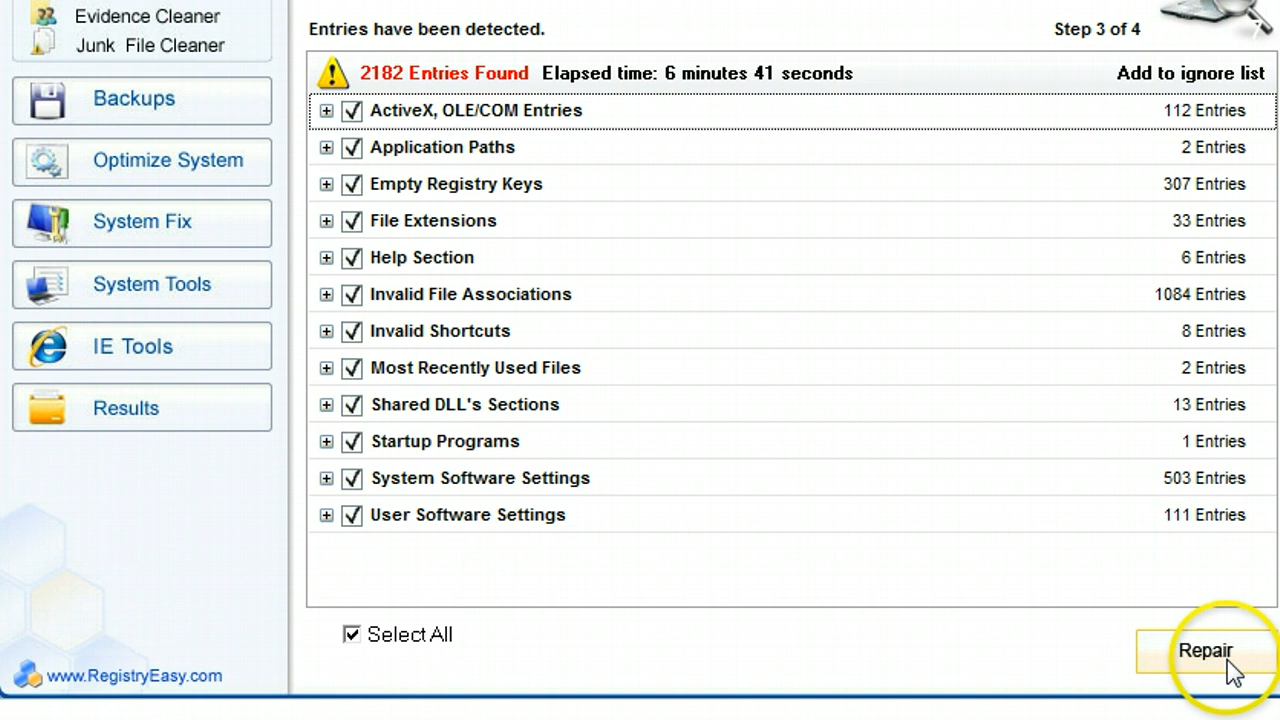 Evidence Cleaner
Junk File Cleaner
Backups
Optimize System
System Fix
System Tools
IE Tools
Results
www.RegistryEasy.com
Entries have been detected. Step 3 of 4
2182 Entries Found Elapsed time: 6 minutes 41 seconds Add to ignore list
ActiveX, OLE/COM Entries 112 Entries
Application Paths 2 Entries
Empty Registry Keys 307 Entries
File Extensions 33 Entries
Help Section 6 Entries
Invalid File Associations 1084 Entries
Invalid Shortcuts 8 Entries
Most Recently Used Files 2 Entries
Shared DLL's Sections 13 Entries
Startup Programs 1 Entries
System Software Settings 503 Entries
User Software Settings 111 Entries
Select All
Repair